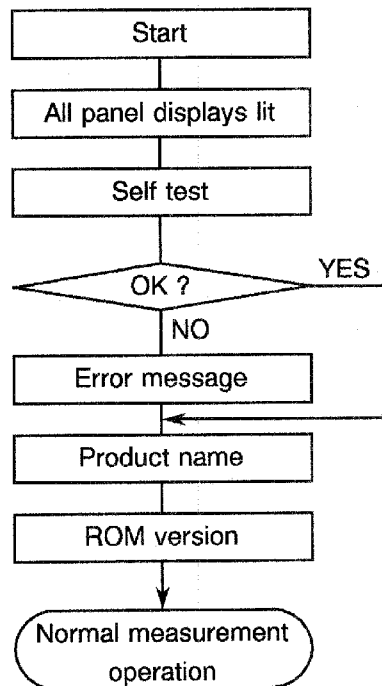 Start
All panel displays lit
Self test
OK ?
YES
NO
Error message
Product name
ROM version
Normal measurement
operation